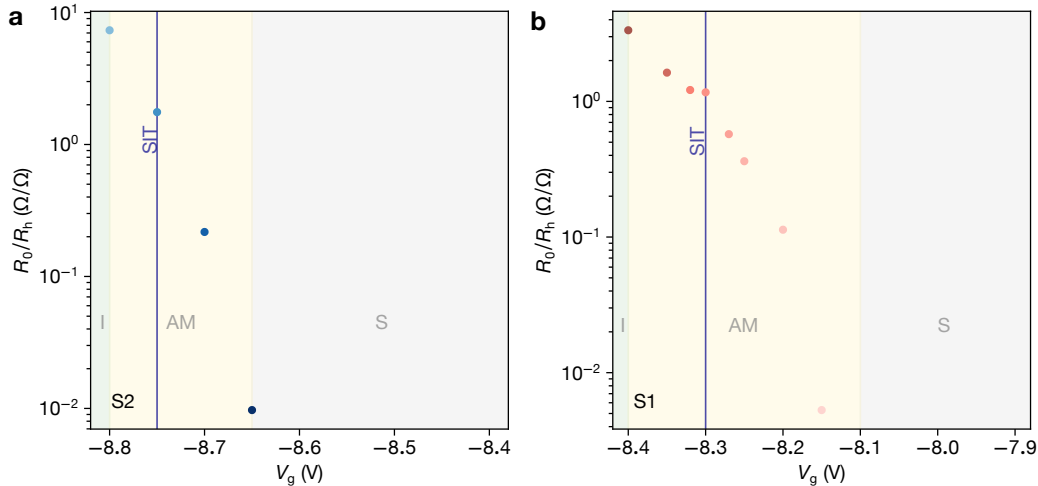 a
10¹
10⁰
10⁻¹
10⁻²
R₀/Rₕ (Ω/Ω)
SIT
I
AM
S
S2
−8.8
−8.7
−8.6
−8.5
−8.4
V_g (V)
b
10⁰
10⁻¹
10⁻²
R₀/Rₕ (Ω/Ω)
SIT
I
AM
S
S1
−8.4
−8.3
−8.2
−8.1
−8.0
−7.9
V_g (V)